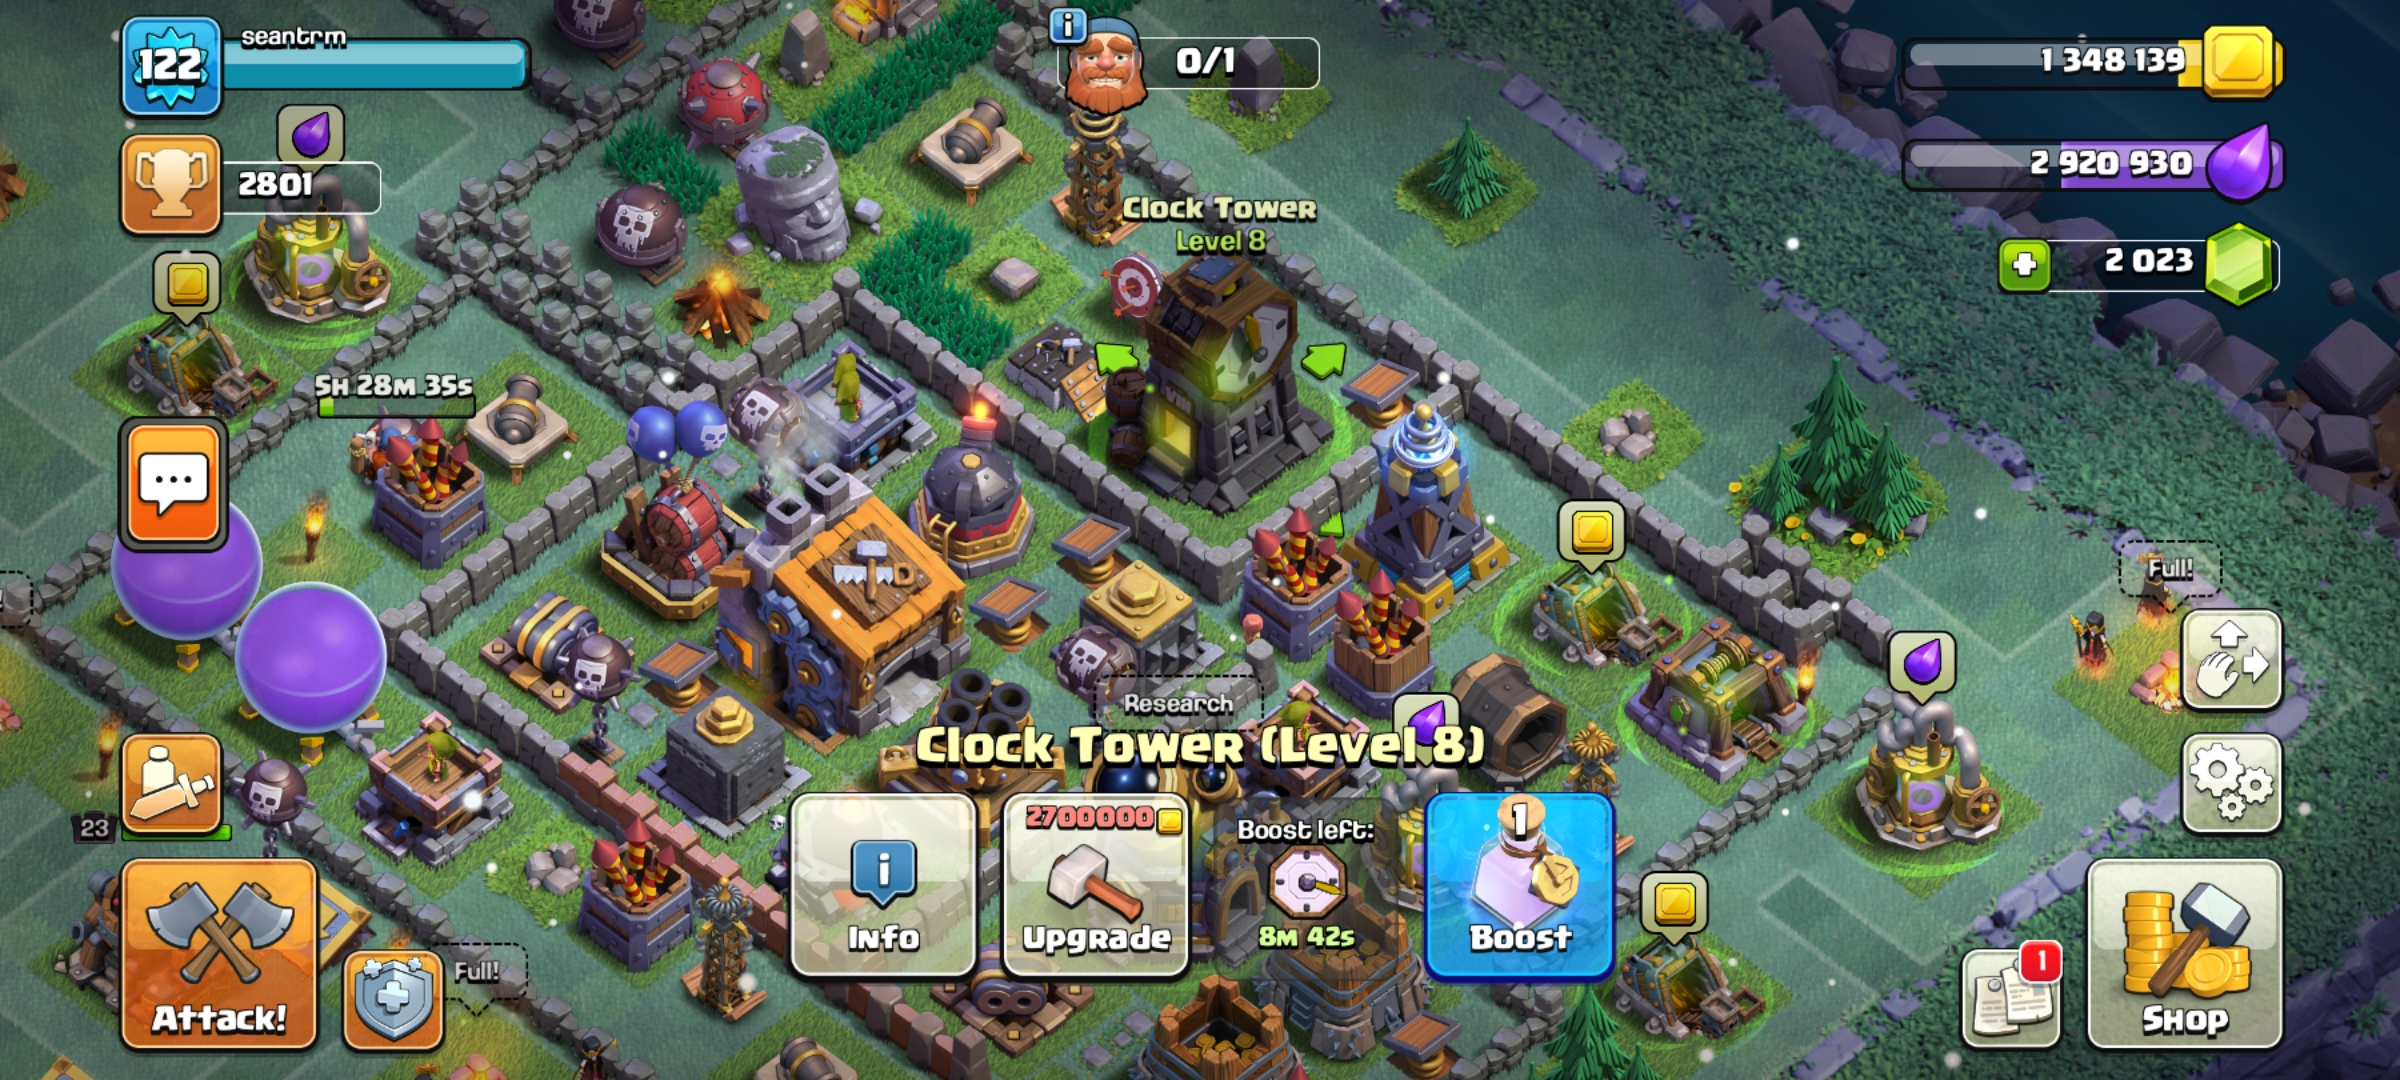 122
seantrm
0/1
1 348 139
2801
2 920 930
Clock Tower
Level 8
2 023
5H 28M 35s
Full!
Research
Clock Tower (Level 8)
2700000
Boost left:
1
23
Info
Upgrade
8M 42s
Boost
Full!
1
Attack!
Shop